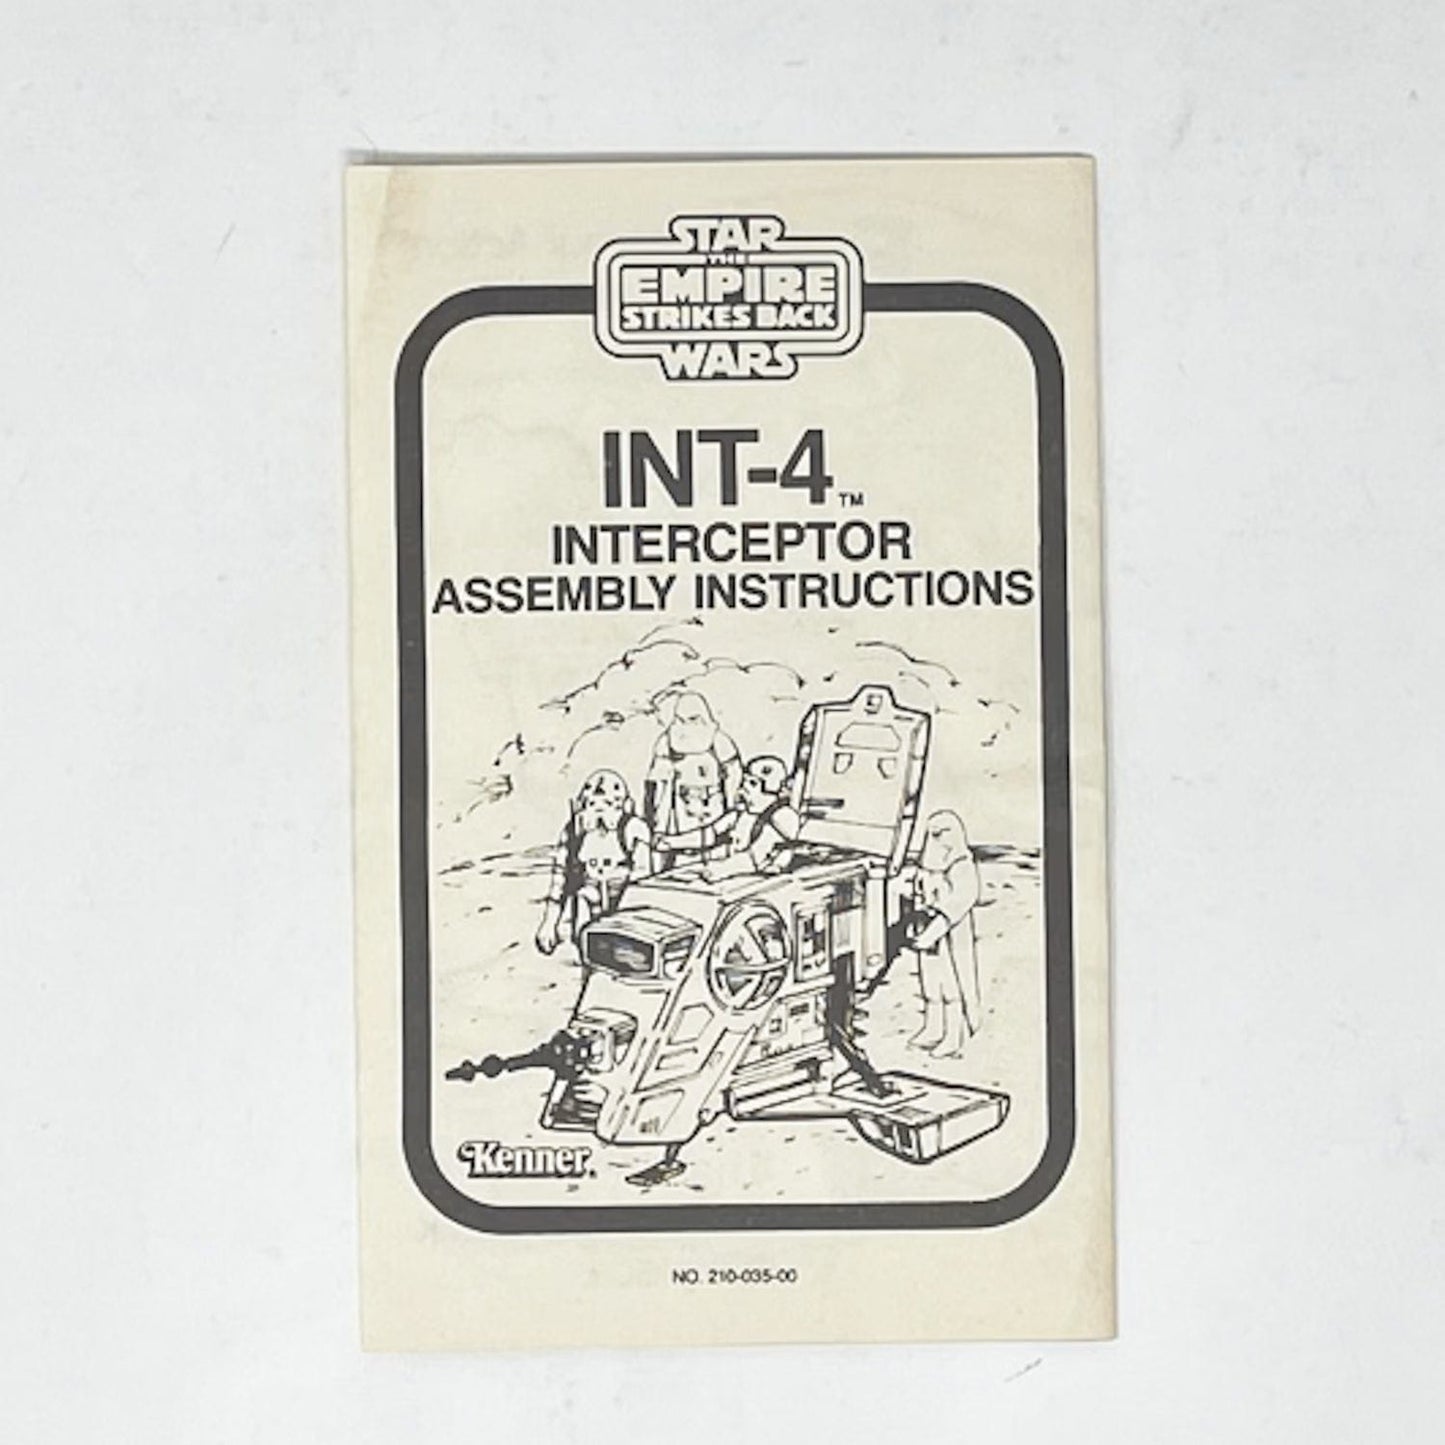 STAR
THE
EMPIRE
STRIKES BACK
WARS
INT-4™
INTERCEPTOR
ASSEMBLY INSTRUCTIONS
Kenner®
NO. 210-035-00